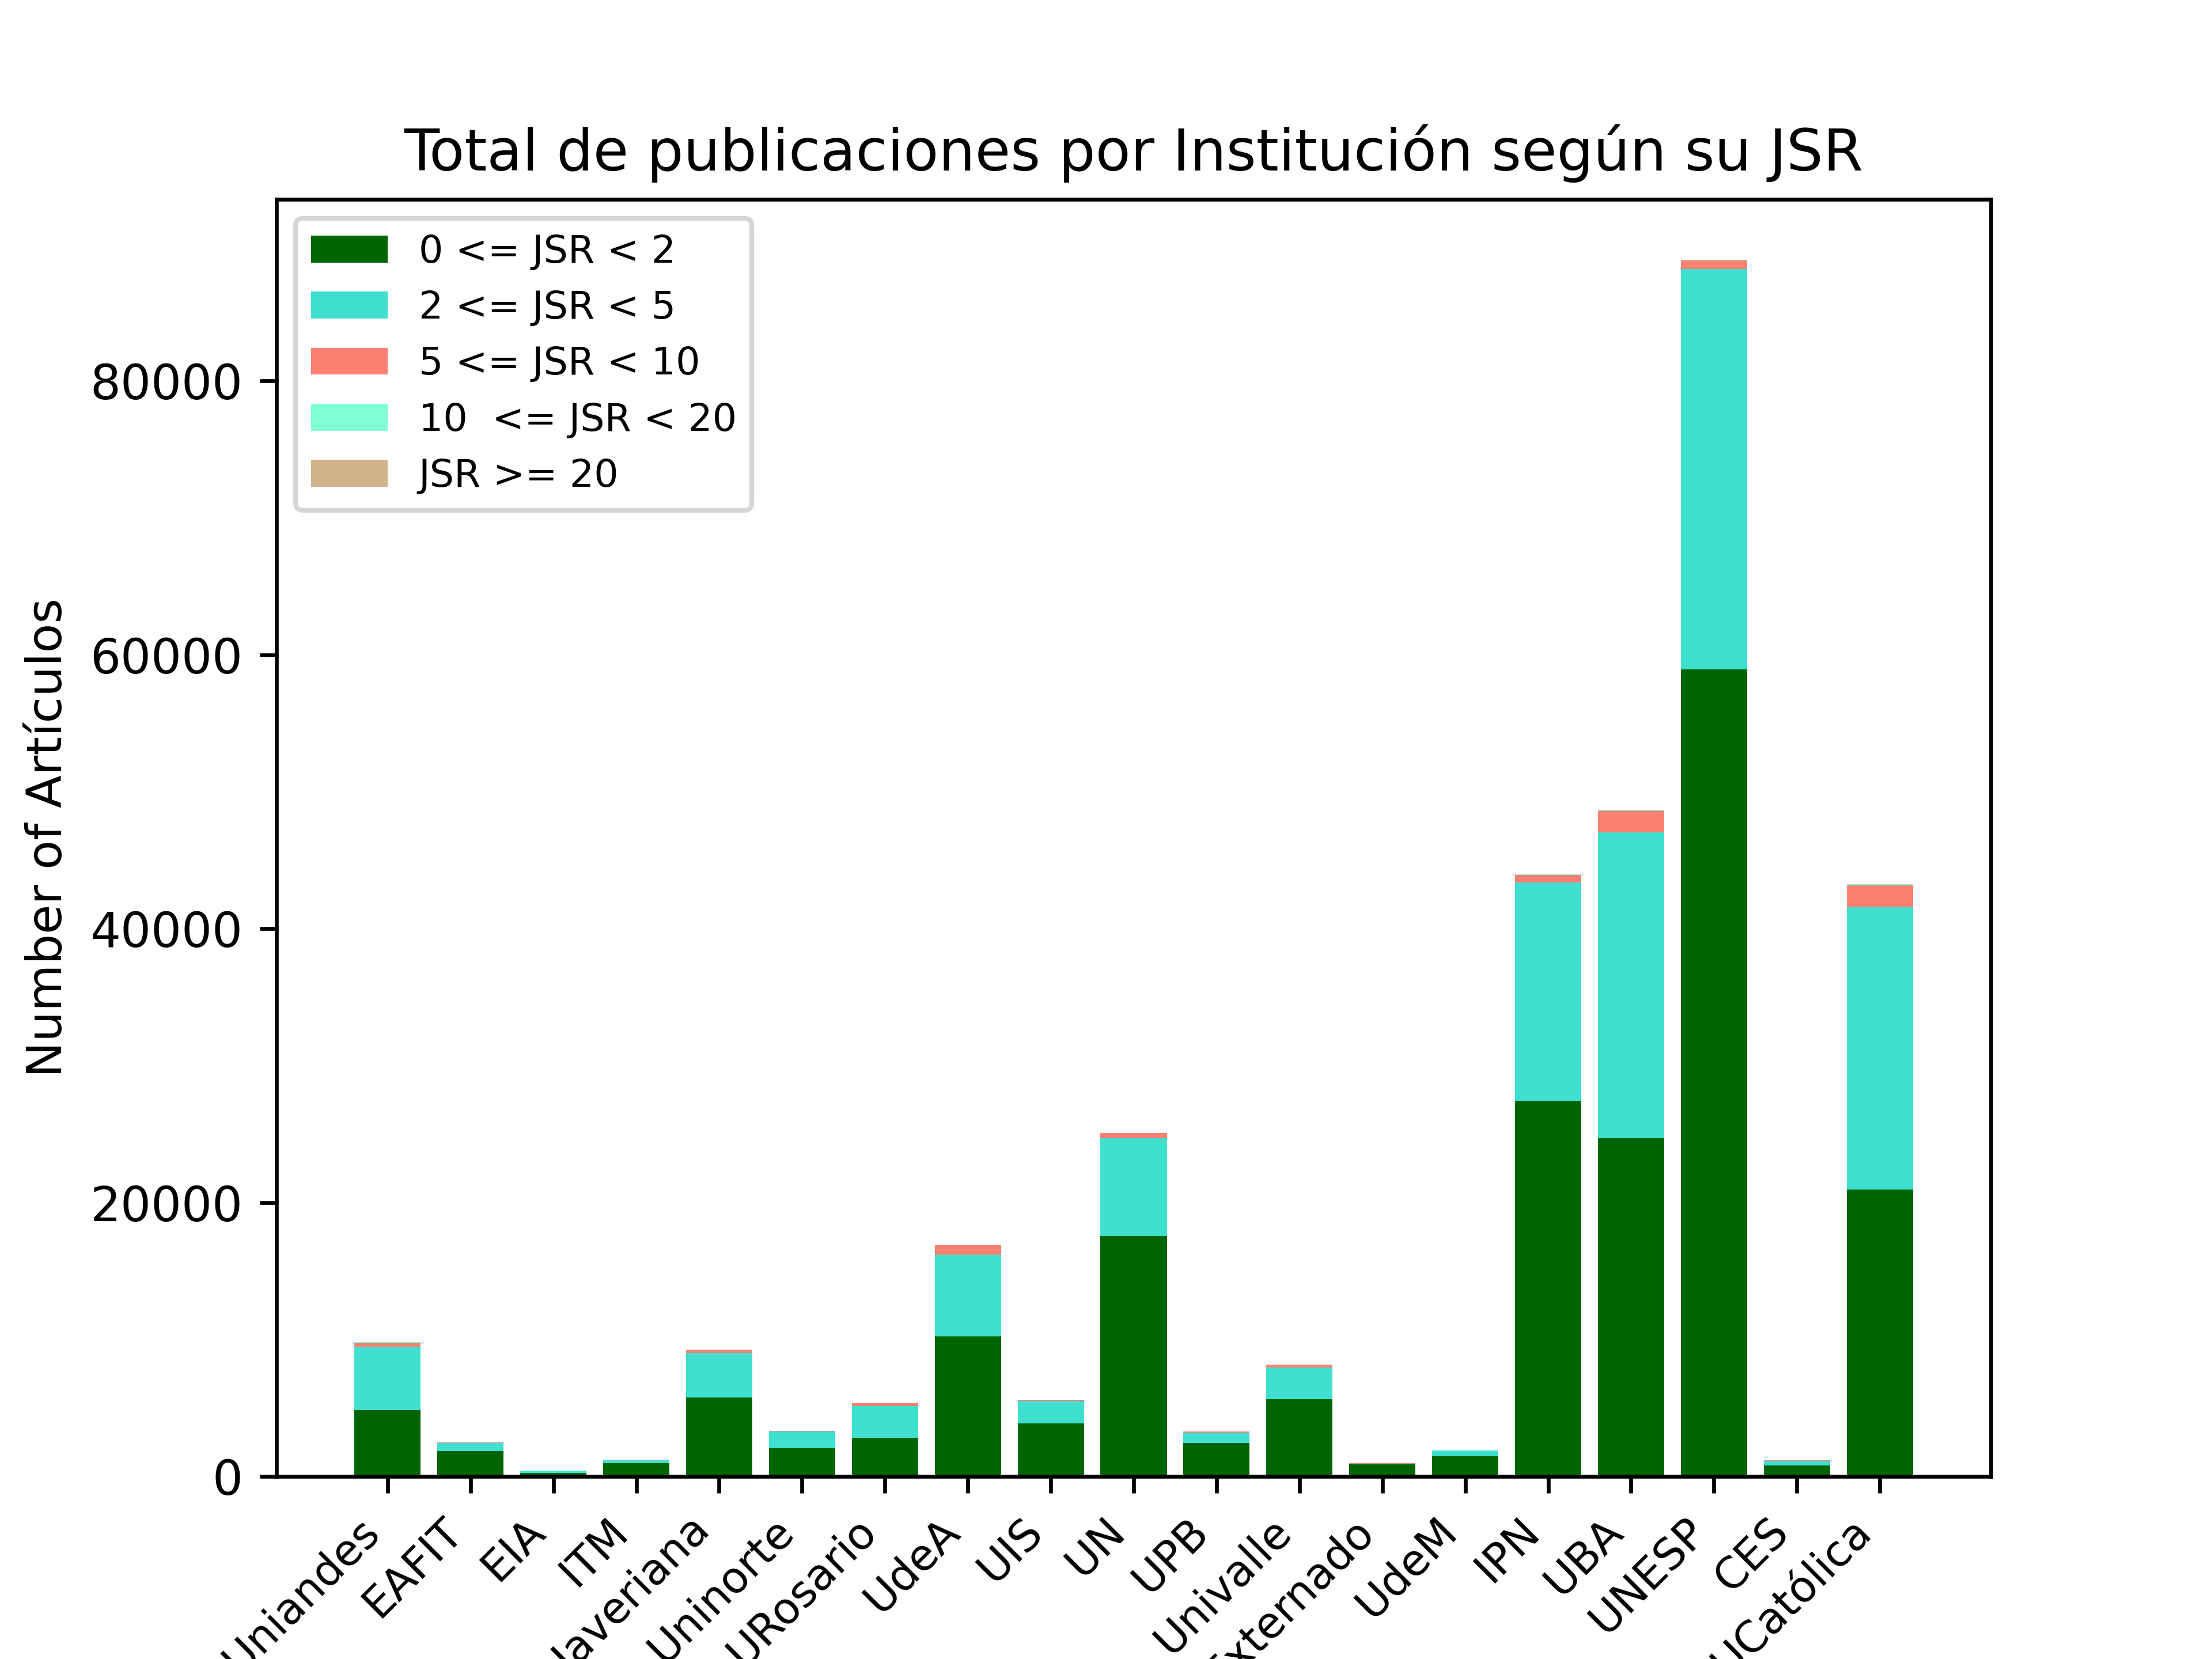 Total de publicaciones por Institución según su JSR
0 <= JSR < 2
2 <= JSR < 5
5 <= JSR < 10
10 <= JSR < 20
JSR >= 20
Number of Artículos
80000
60000
40000
20000
0
Uniandes
EAFIT
EIA
ITM
Javeriana
Uninorte
URosario
UdeA
UIS
UN
UPB
Univalle
Externado
UdeM
IPN
UBA
UNESP
CES
UCatólica